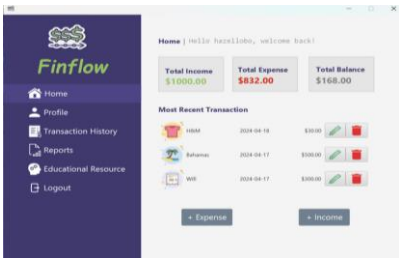 Finflow
Home
Profile
Transaction History
Reports
Educational Resource
Logout
Home | Hello hazellobo, welcome back!
Total Income
$1000.00
Total Expense
$832.00
Total Balance
$168.00
Most Recent Transaction
H&M 2024-04-18
Bahamas 2024-04-17 $500.00
Wifi 2024-04-17 $300.00
+ Expense
+ Income